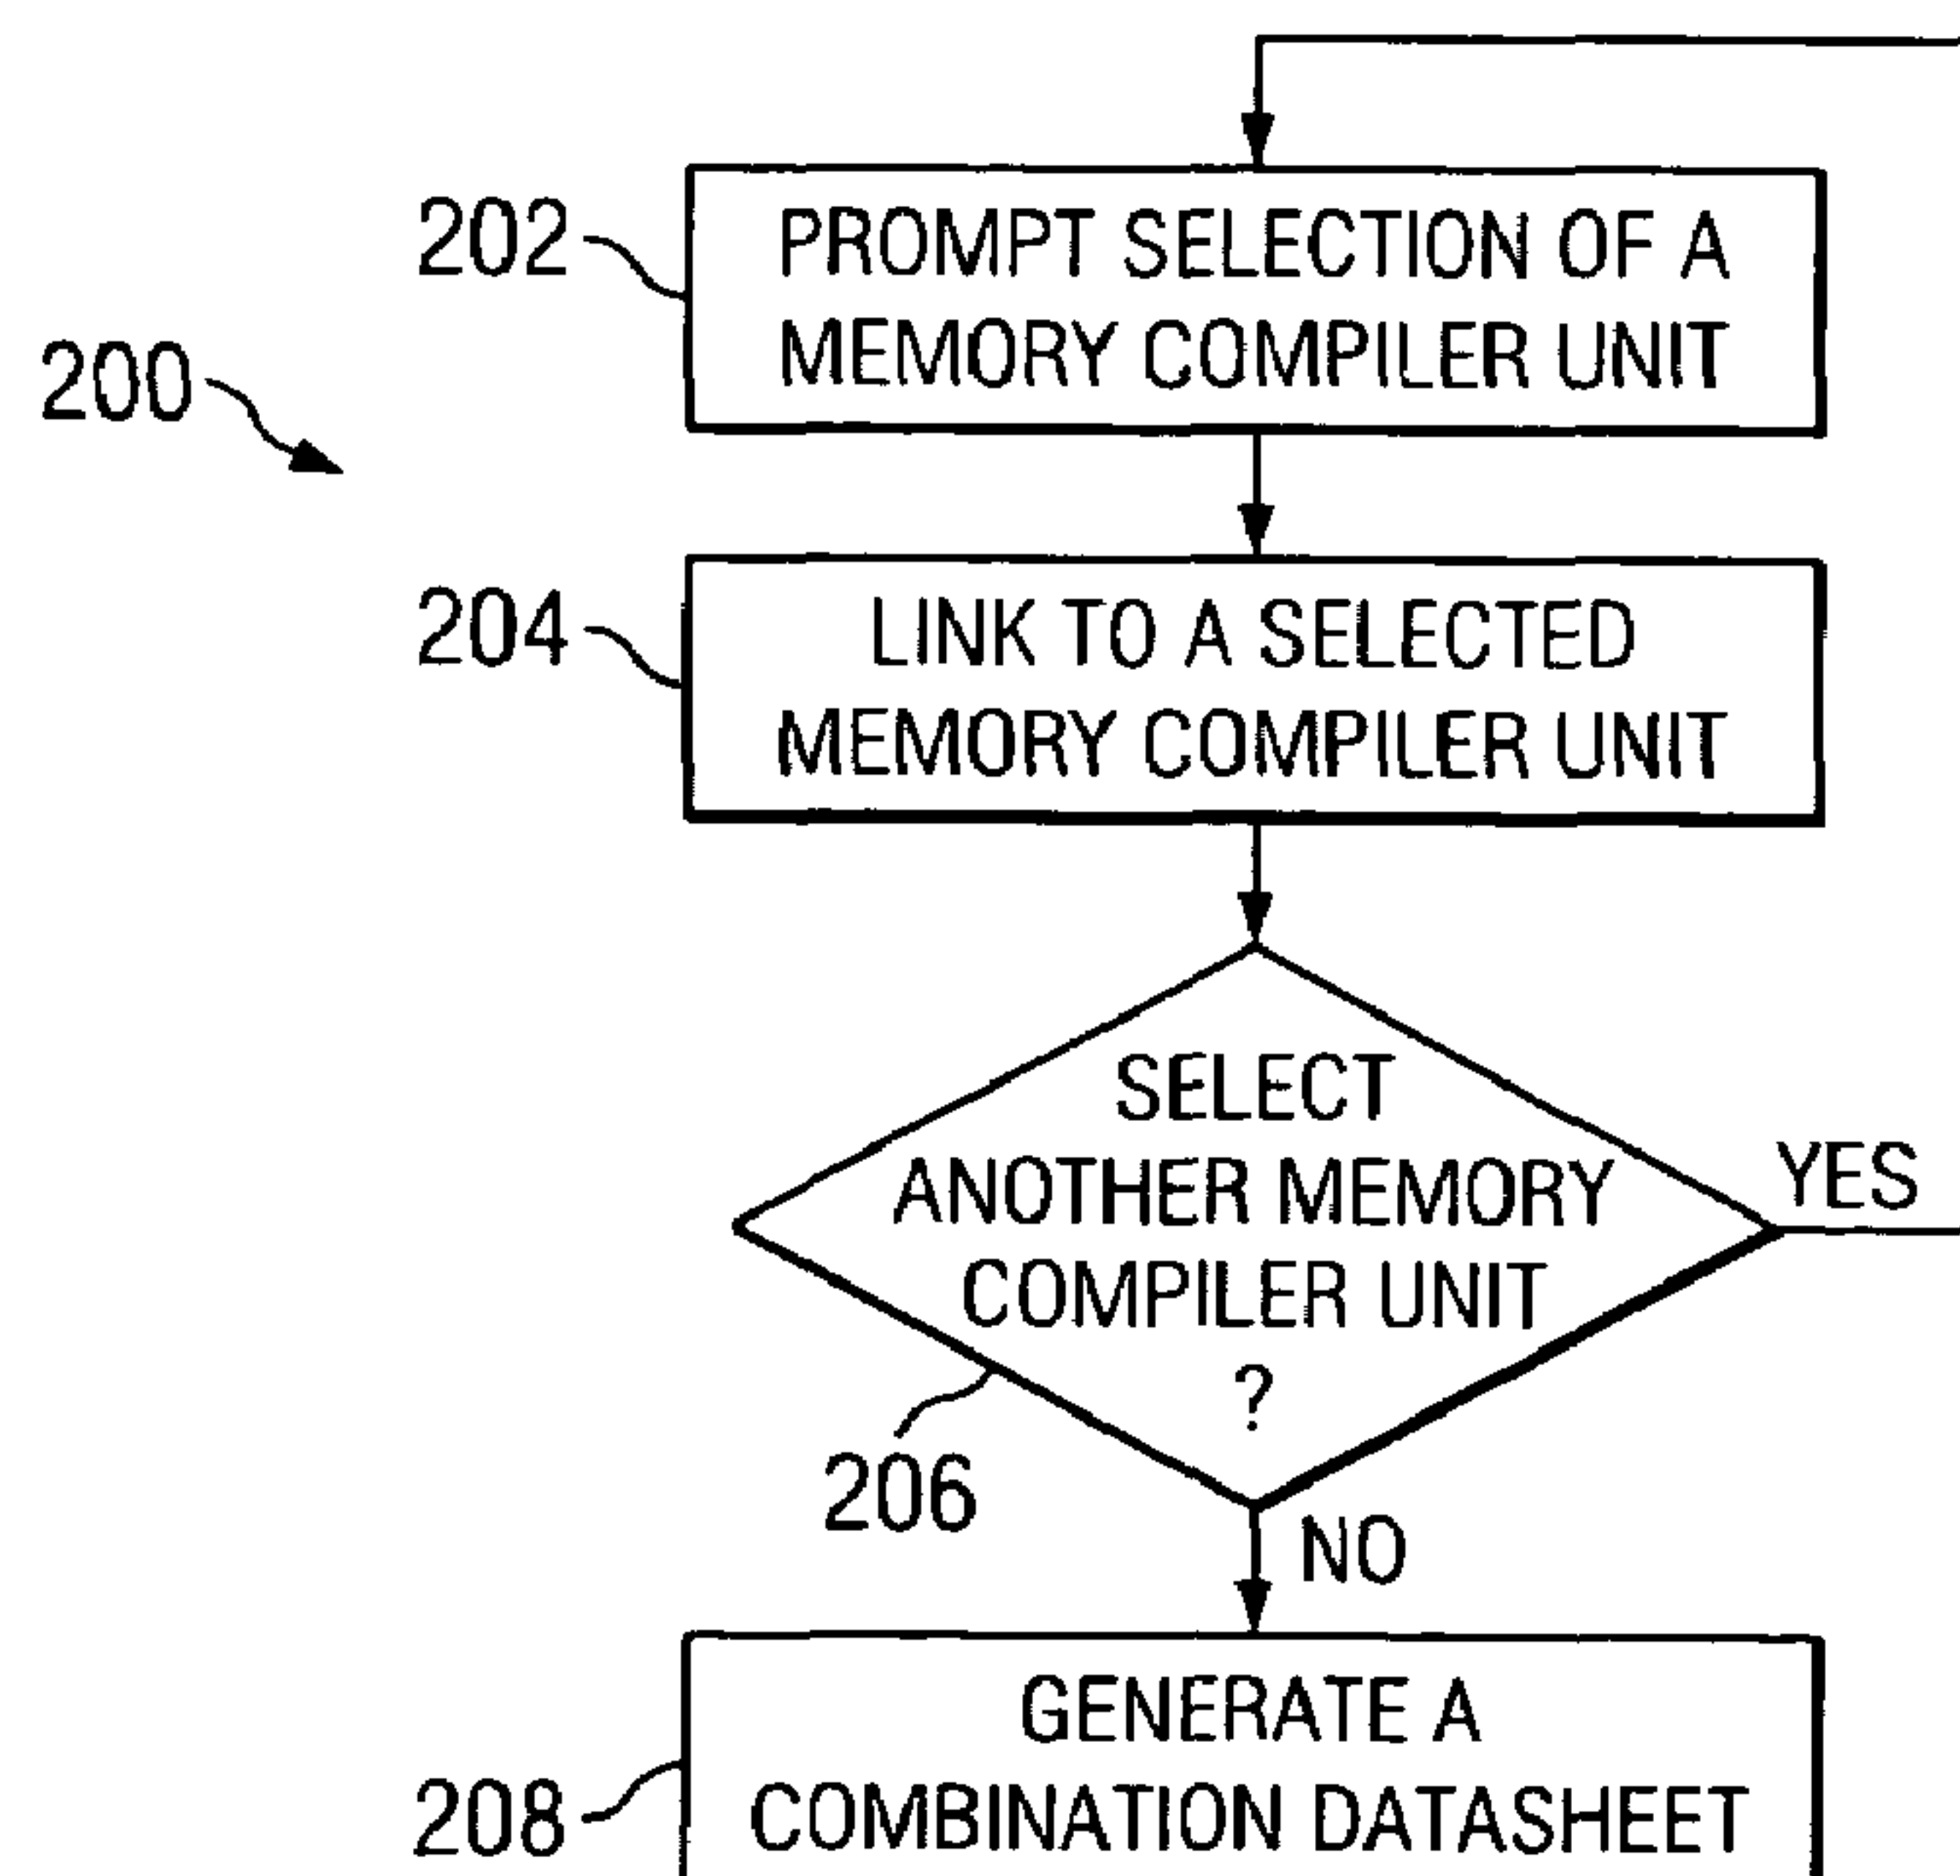 202
PROMPT SELECTION OF A
MEMORY COMPILER UNIT
200
204
LINK TO A SELECTED
MEMORY COMPILER UNIT
SELECT
ANOTHER MEMORY
COMPILER UNIT
?
YES
206
NO
208
GENERATE A
COMBINATION DATASHEET